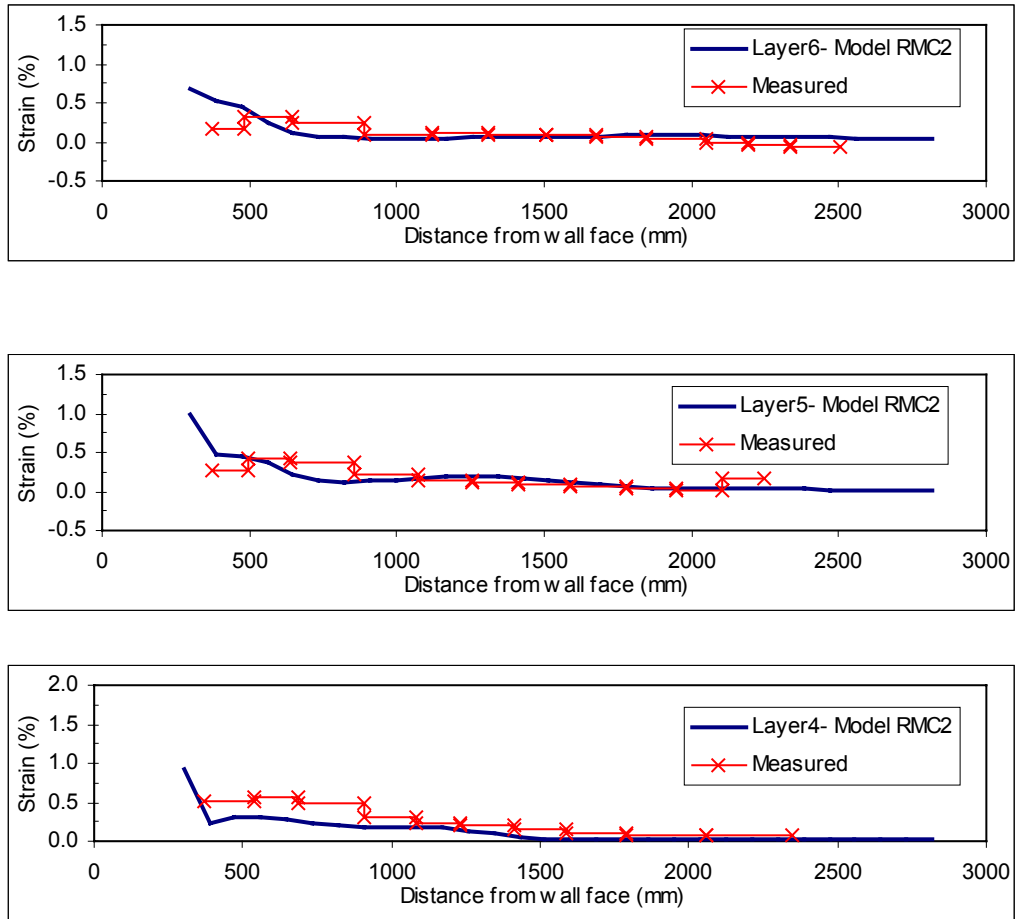 1.5
1.0
0.5
0.0
-0.5
Strain (%)
Layer6- Model RMC2
Measured
0 500 1000 1500 2000 2500 3000
Distance from wall face (mm)
1.5
1.0
0.5
0.0
-0.5
Strain (%)
Layer5- Model RMC2
Measured
0 500 1000 1500 2000 2500 3000
Distance from wall face (mm)
2.0
1.5
1.0
0.5
0.0
Strain (%)
Layer4- Model RMC2
Measured
0 500 1000 1500 2000 2500 3000
Distance from wall face (mm)